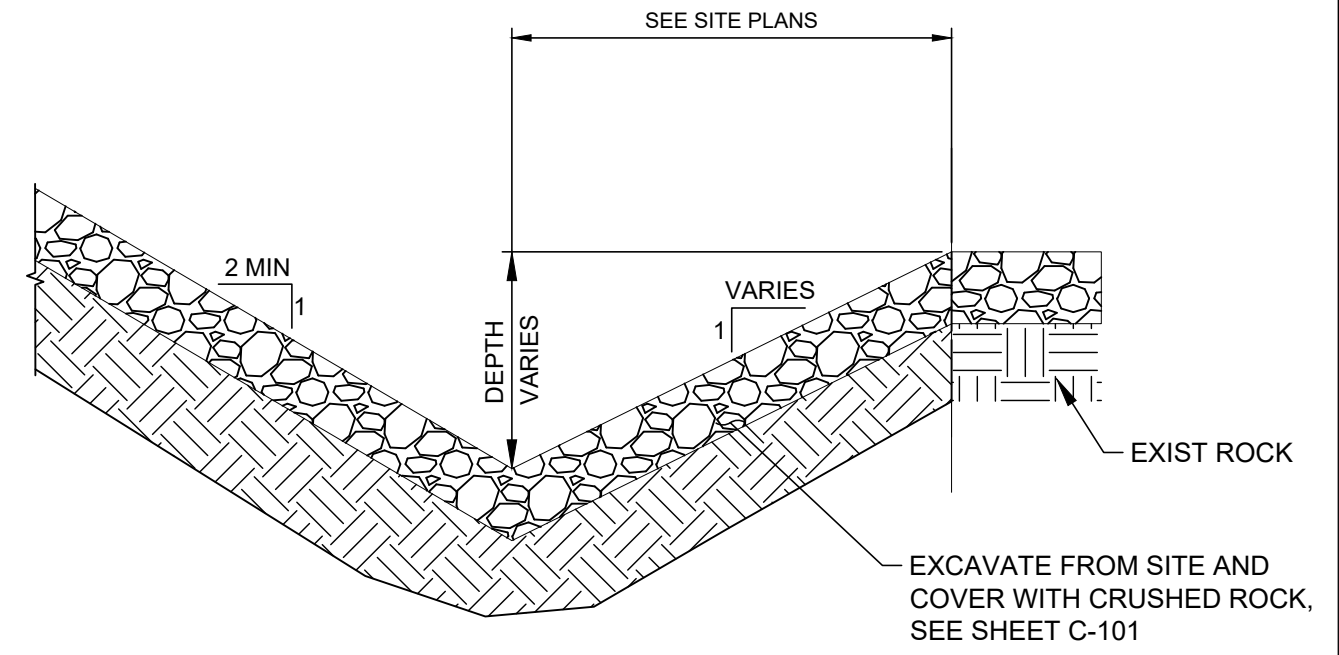 SEE SITE PLANS
2 MIN
1
VARIES
1
DEPTH
VARIES
EXIST ROCK
EXCAVATE FROM SITE AND
COVER WITH CRUSHED ROCK,
SEE SHEET C-101